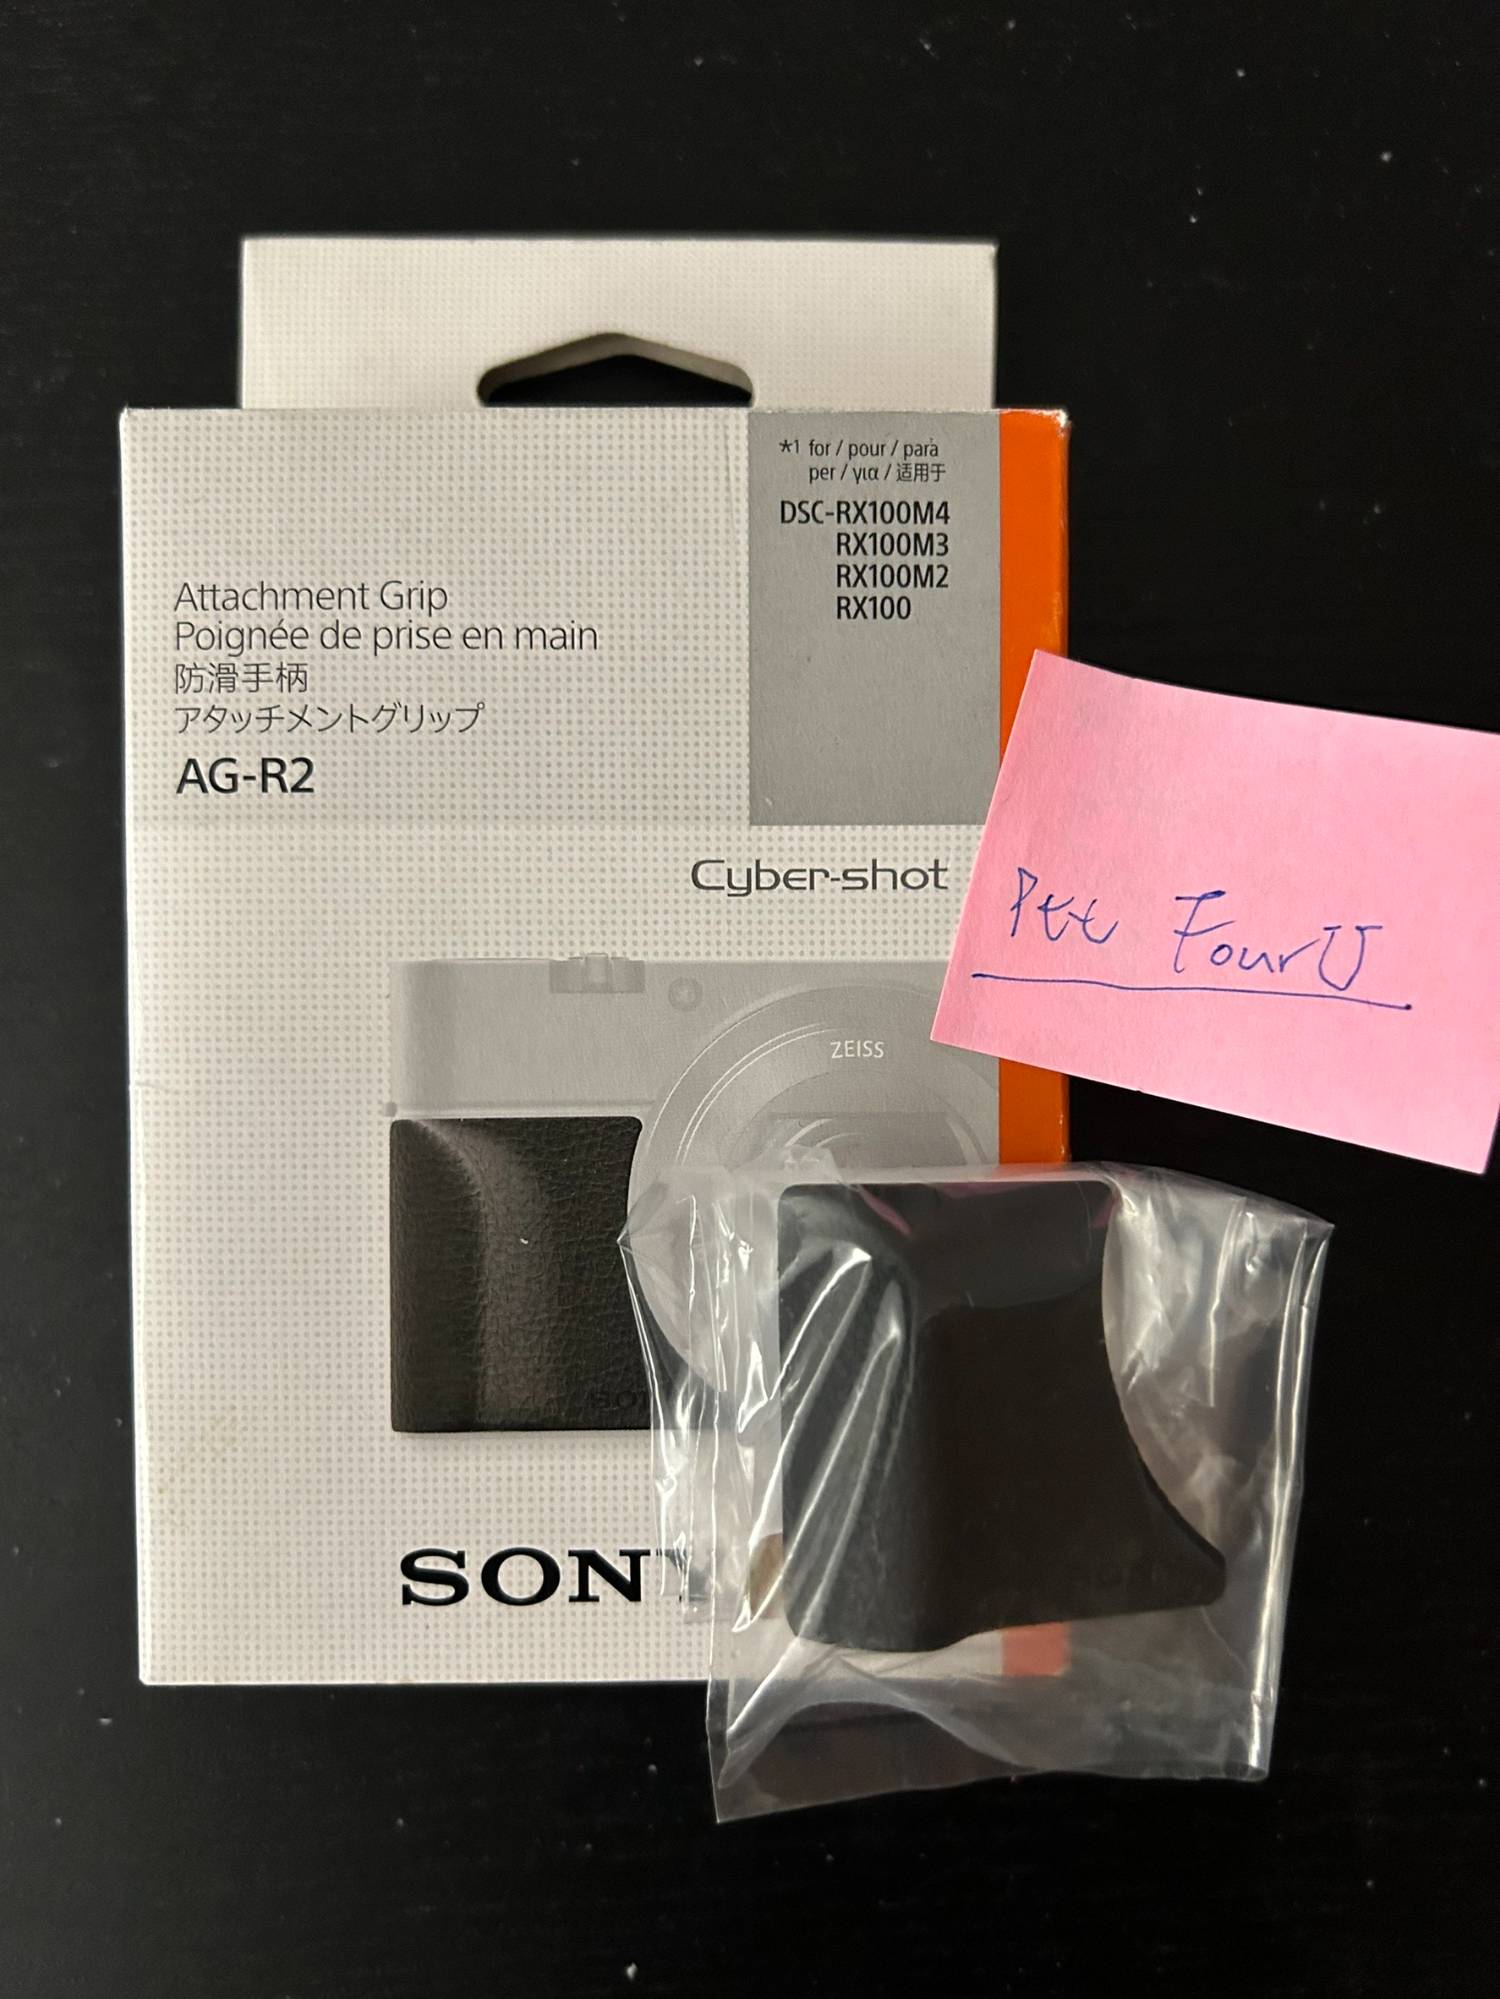 *1 for / pour / para
per / για / 适用于
DSC-RX100M4
RX100M3
RX100M2
RX100
Attachment Grip
Poignée de prise en main
防滑手柄
アタッチメントグリップ
AG-R2
Cyber-shot
Pett FourU
ZEISS
SONY